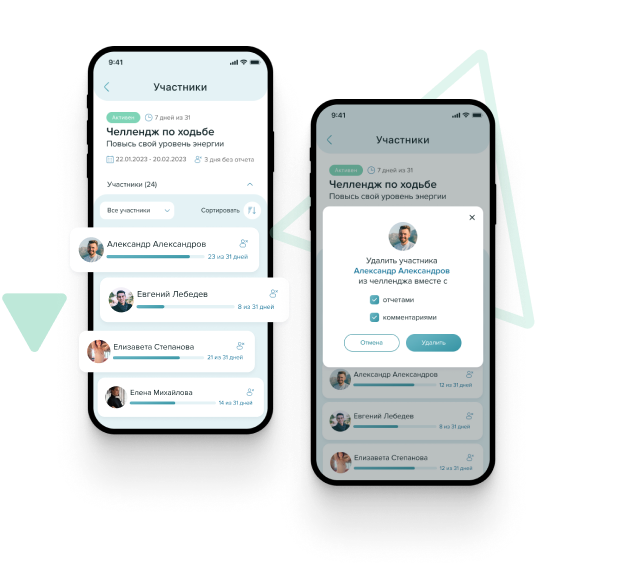 9:41
Участники
Активен
7 дней из 31
Челлендж по ходьбе
Повысь свой уровень энергии
22.01.2023 - 20.02.2023
3 дня без отчета
Участники (24)
Все участники
Сортировать
Александр Александров
23 из 31 дней
Евгений Лебедев
8 из 31 дней
Елизавета Степанова
21 из 31 дней
Елена Михайлова
14 из 31 дней
9:41
Участники
Активен
7 дней из 31
Челлендж по ходьбе
Повысь свой уровень энергии
Удалить участника
Александр Александров
из челленджа вместе с
отчетами
комментариями
Отмена
Удалить
Александр Александров
12 из 31 дней
Евгений Лебедев
8 из 31 дней
Елизавета Степанова
12 из 31 дней